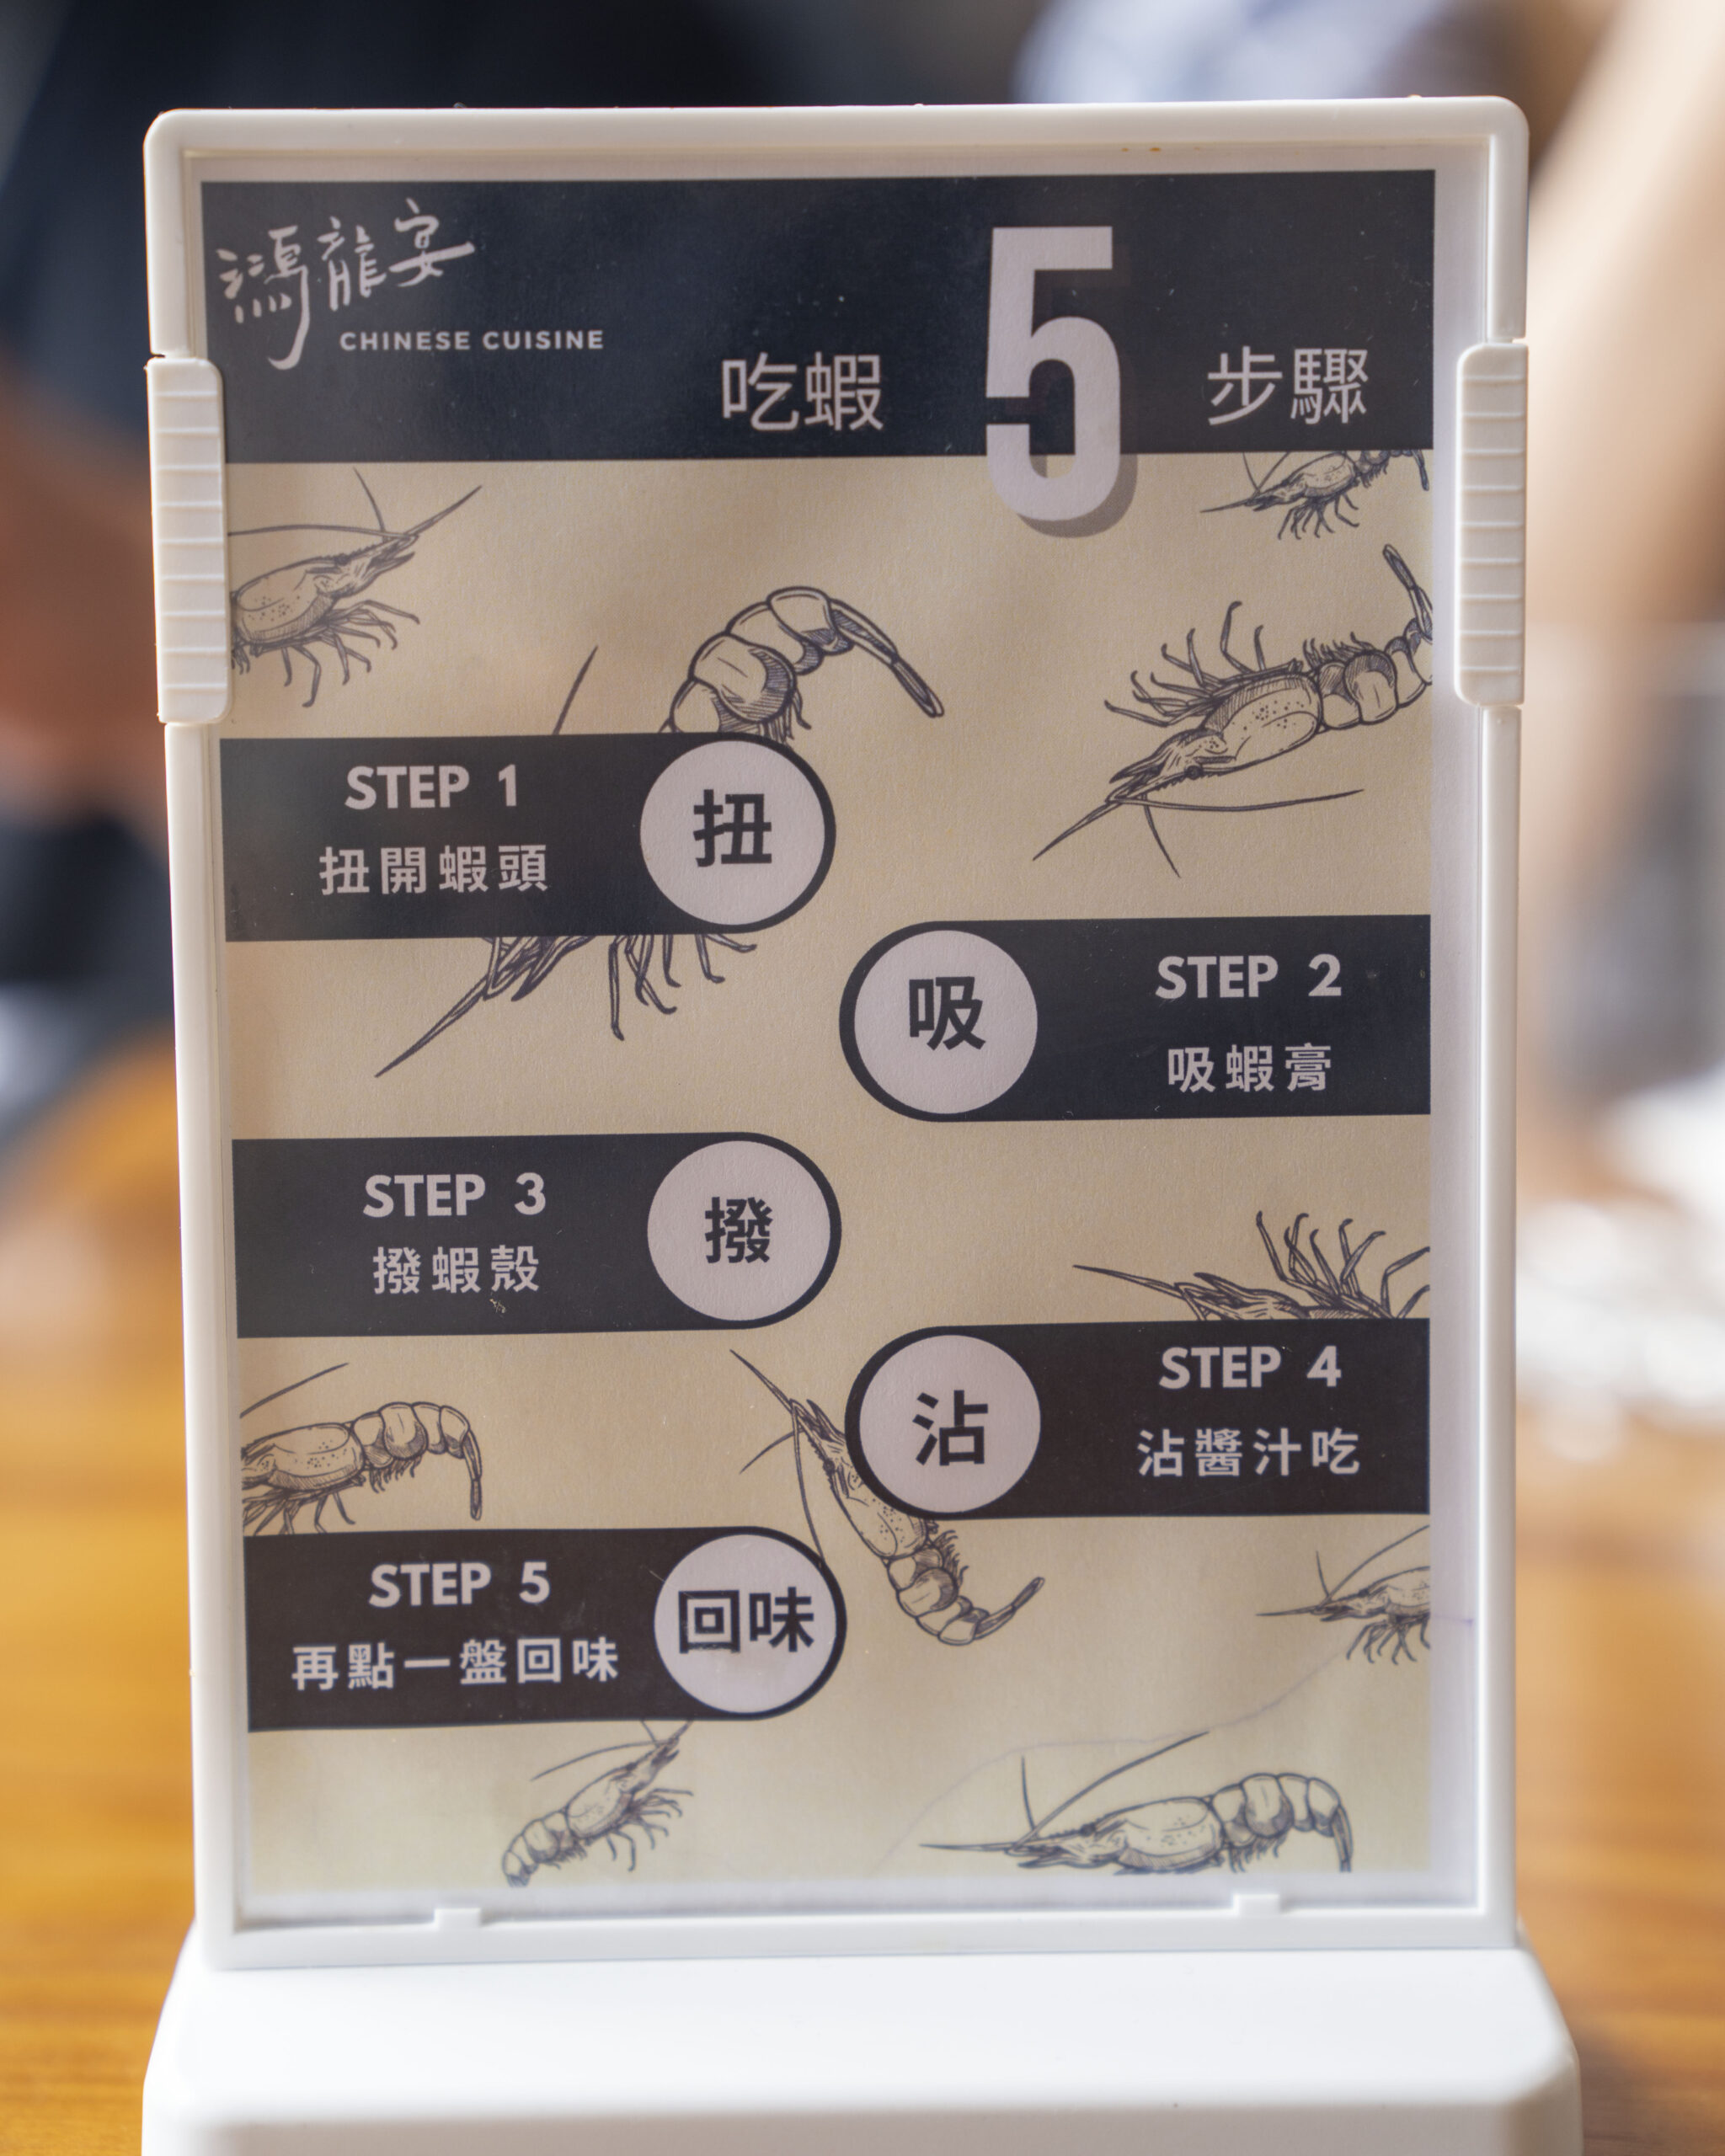 鴻龍宴
CHINESE CUISINE
吃蝦 5 步驟
STEP 1
扭開蝦頭
扭
STEP 2
吸蝦膏
吸
STEP 3
撥蝦殼
撥
STEP 4
沾醬汁吃
沾
STEP 5
再點一盤回味
回味